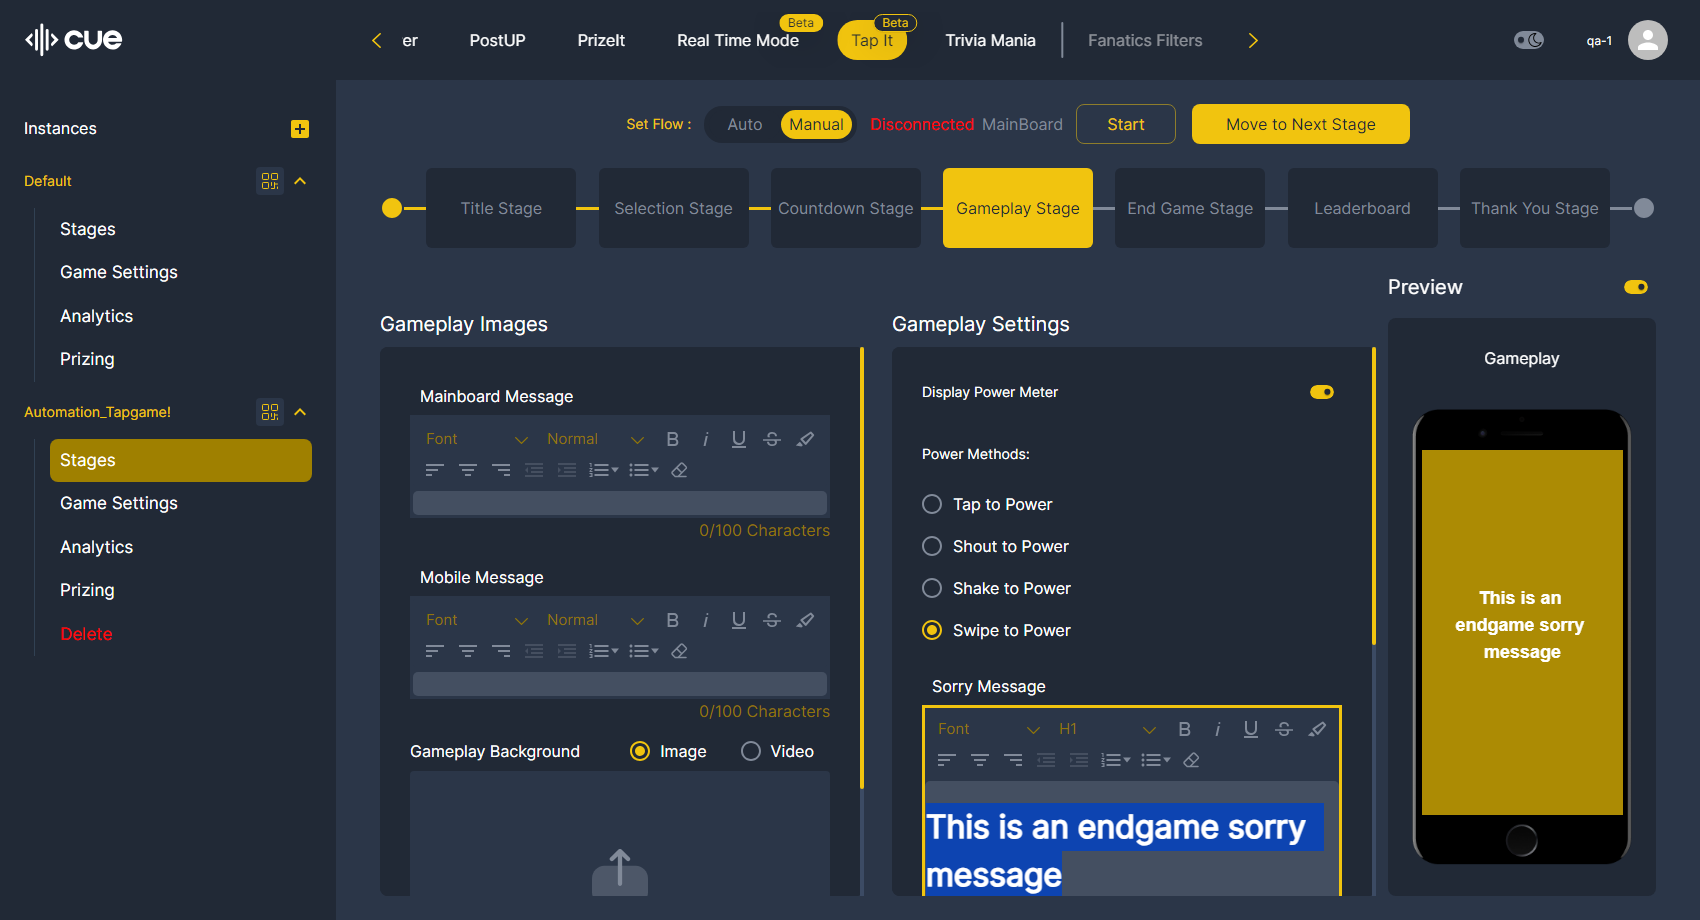 cue
er
PostUP
PrizeIt
Real Time Mode
Beta
Tap It
Beta
Trivia Mania
Fanatics Filters
qa-1
Instances
Default
Stages
Game Settings
Analytics
Prizing
Automation_Tapgame!
Stages
Game Settings
Analytics
Prizing
Delete
Set Flow :
Auto
Manual
Disconnected MainBoard
Start
Move to Next Stage
Title Stage
Selection Stage
Countdown Stage
Gameplay Stage
End Game Stage
Leaderboard
Thank You Stage
Gameplay Images
Mainboard Message
Font
Normal
B i U S
0/100 Characters
Mobile Message
Font
Normal
B i U S
0/100 Characters
Gameplay Background
Image
Video
Gameplay Settings
Display Power Meter
Power Methods:
Tap to Power
Shout to Power
Shake to Power
Swipe to Power
Sorry Message
Font
H1
B i U S
This is an endgame sorry
message
Preview
Gameplay
This is an
endgame sorry
message